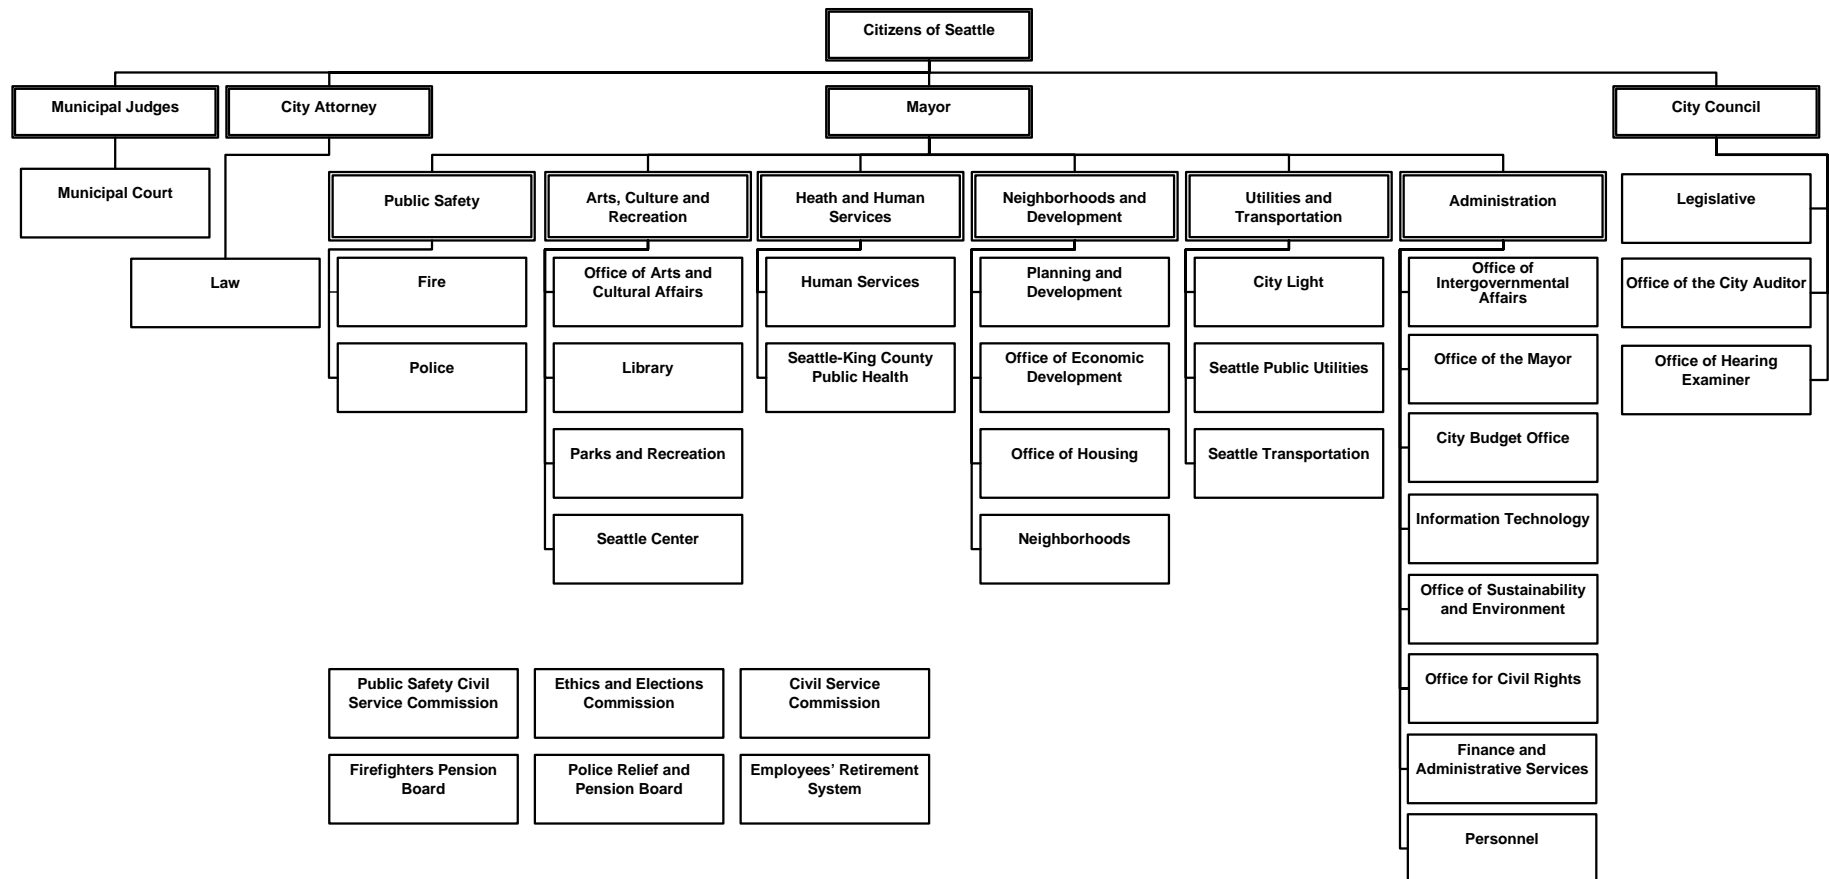 Citizens of Seattle
Municipal Judges
City Attorney
Mayor
City Council
Municipal Court
Law
Public Safety
Fire
Police
Arts, Culture and
Recreation
Office of Arts and
Cultural Affairs
Library
Parks and Recreation
Seattle Center
Heath and Human
Services
Human Services
Seattle-King County
Public Health
Neighborhoods and
Development
Planning and
Development
Office of Economic
Development
Office of Housing
Neighborhoods
Utilities and
Transportation
City Light
Seattle Public Utilities
Seattle Transportation
Administration
Office of
Intergovernmental
Affairs
Office of the Mayor
City Budget Office
Information Technology
Office of Sustainability
and Environment
Office for Civil Rights
Finance and
Administrative Services
Personnel
Legislative
Office of the City Auditor
Office of Hearing
Examiner
Public Safety Civil
Service Commission
Ethics and Elections
Commission
Civil Service
Commission
Firefighters Pension
Board
Police Relief and
Pension Board
Employees’ Retirement
System